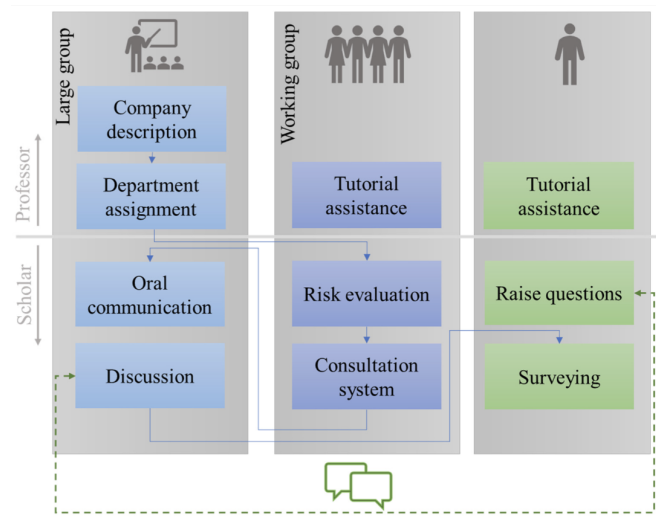 Large group
Working group
Professor
Scholar
Company
description
Department
assignment
Tutorial
assistance
Tutorial
assistance
Oral
communication
Risk evaluation
Raise questions
Discussion
Consultation
system
Surveying